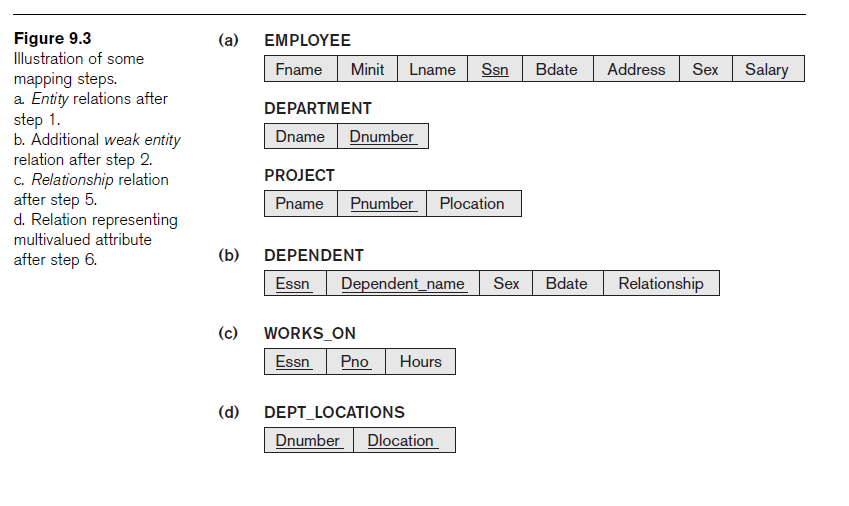 Figure 9.3
Illustration of some
mapping steps.
a. Entity relations after
step 1.
b. Additional weak entity
relation after step 2.
c. Relationship relation
after step 5.
d. Relation representing
multivalued attribute
after step 6.
(a) EMPLOYEE
Fname Minit Lname Ssn Bdate Address Sex Salary
DEPARTMENT
Dname Dnumber
PROJECT
Pname Pnumber Plocation
(b) DEPENDENT
Essn Dependent_name Sex Bdate Relationship
(c) WORKS_ON
Essn Pno Hours
(d) DEPT_LOCATIONS
Dnumber Dlocation